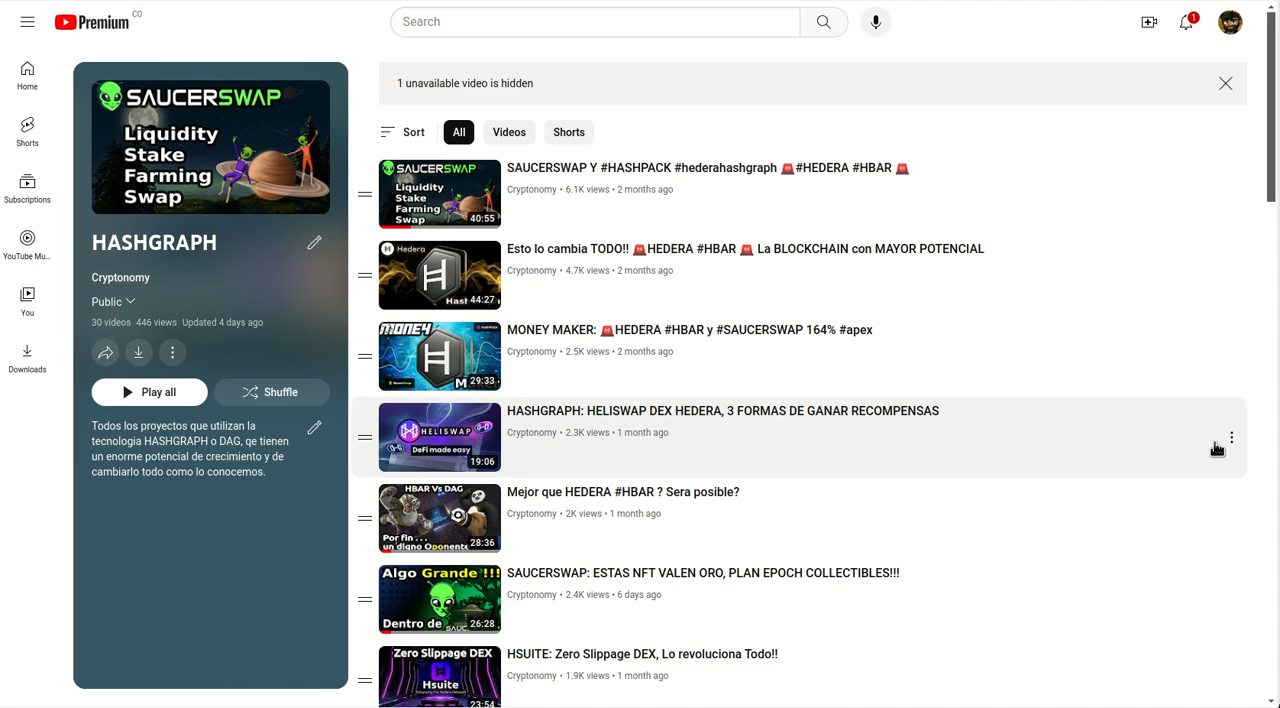 Premium CO
Search
1
Home
Shorts
Subscriptions
YouTube Mu...
You
Downloads
SAUCERSWAP
Liquidity
Stake
Farming
Swap
HASHGRAPH
Cryptonomy
Public
30 videos 446 views Updated 4 days ago
Play all
Shuffle
Todos los proyectos que utilizan la
tecnologia HASHGRAPH o DAG, qe tienen
un enorme potencial de crecimiento y de
cambiarlo todo como lo conocemos.
1 unavailable video is hidden
Sort
All
Videos
Shorts
SAUCERSWAP
Liquidity
Stake
Farming
Swap
40:55
SAUCERSWAP Y #HASHPACK #hederahashgraph 🚨#HEDERA #HBAR 🚨
Cryptonomy • 6.1K views • 2 months ago
Hedera
44:27
Esto lo cambia TODO!! 🚨HEDERA #HBAR 🚨 La BLOCKCHAIN con MAYOR POTENCIAL
Cryptonomy • 4.7K views • 2 months ago
MONEY
29:33
MONEY MAKER: 🚨HEDERA #HBAR y #SAUCERSWAP 164% #apex
Cryptonomy • 2.5K views • 2 months ago
HELISWAP
DeFi made easy
19:06
HASHGRAPH: HELISWAP DEX HEDERA, 3 FORMAS DE GANAR RECOMPENSAS
Cryptonomy • 2.3K views • 1 month ago
HBAR Vs DAG
Por fin . . .
un digno Oponente
28:36
Mejor que HEDERA #HBAR ? Sera posible?
Cryptonomy • 2K views • 1 month ago
Algo Grande !!!
Dentro de
26:28
SAUCERSWAP: ESTAS NFT VALEN ORO, PLAN EPOCH COLLECTIBLES!!!
Cryptonomy • 2.4K views • 6 days ago
Zero Slippage DEX
Hsuite
23:54
HSUITE: Zero Slippage DEX, Lo revoluciona Todo!!
Cryptonomy • 1.9K views • 1 month ago